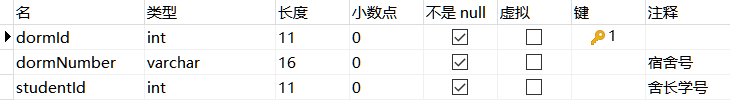 名 类型 长度 小数点 不是 null 虚拟 键 注释
dormId int 11 0 1
dormNumber varchar 16 0 宿舍号
studentId int 11 0 舍长学号